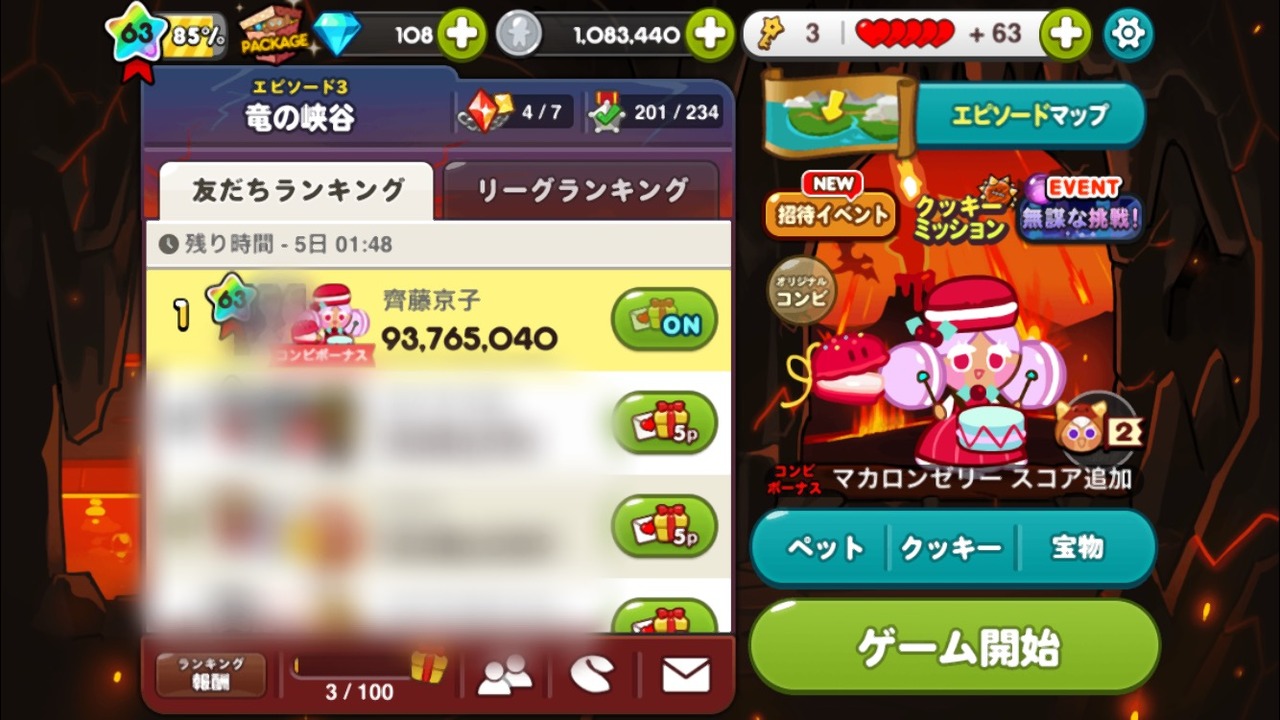 63
85%
PACKAGE
108
1,083,440
3
+ 63
エピソード3
竜の峡谷
4 / 7
201 / 234
エピソードマップ
友だちランキング
リーグランキング
NEW
招待イベント
クッキー
ミッション
EVENT
無謀な挑戦!
残り時間 - 5日 01:48
オリジナル
コンビ
1
63
齊藤京子
93,765,040
コンビボーナス
ON
5p
5p
2
コンビ
ボーナス
マカロンゼリー スコア追加
ペット
クッキー
宝物
ゲーム開始
ランキング
報酬
3 / 100